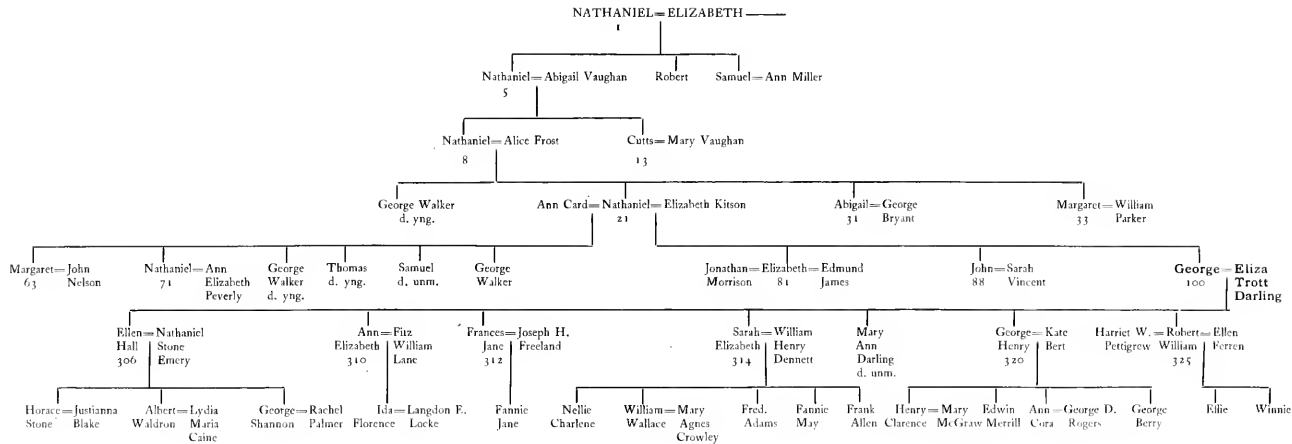 NATHANIEL=ELIZABETH
1
Nathaniel=Abigail Vaughan Robert Samuel=Ann Miller
5
Nathaniel=Alice Frost Cutts=Mary Vaughan
8 13
George Walker Ann Card=Nathaniel=Elizabeth Kitson Abigail=George Margaret=William
d. yng. 21 31 Bryant 33 Parker
Margaret=John Nathaniel=Ann George Thomas Samuel George Jonathan=Elizabeth=Edmund John=Sarah George=Eliza
63 Nelson 71 Elizabeth Walker d. yng. d. unm. Walker Morrison 81 James 88 Vincent 100 Trott
Peverly d. yng. Darling
Ellen=Nathaniel Ann=Fitz Frances=Joseph H. Sarah=William Mary George=Kate Harriet W.=Robert=Ellen
Hall Stone Elizabeth William Jane Freeland Elizabeth Henry Ann Henry Bert Pettigrew William Ferren
306 Emery 310 Lane 312 314 Dennett Darling 320 325
d. unm.
Horace=Justianna Albert=Lydia George=Rachel Ida=Langdon E. Fannie Nellie William=Mary Fred. Fannie Frank Henry=Mary Edwin Ann=George D. George Effie Winnie
Stone Blake Waldron Maria Shannon Palmer Florence Locke Jane Charlene Wallace Agnes Adams May Allen Clarence McGraw Merrill Cora Rogers Berry
Caine Crowley